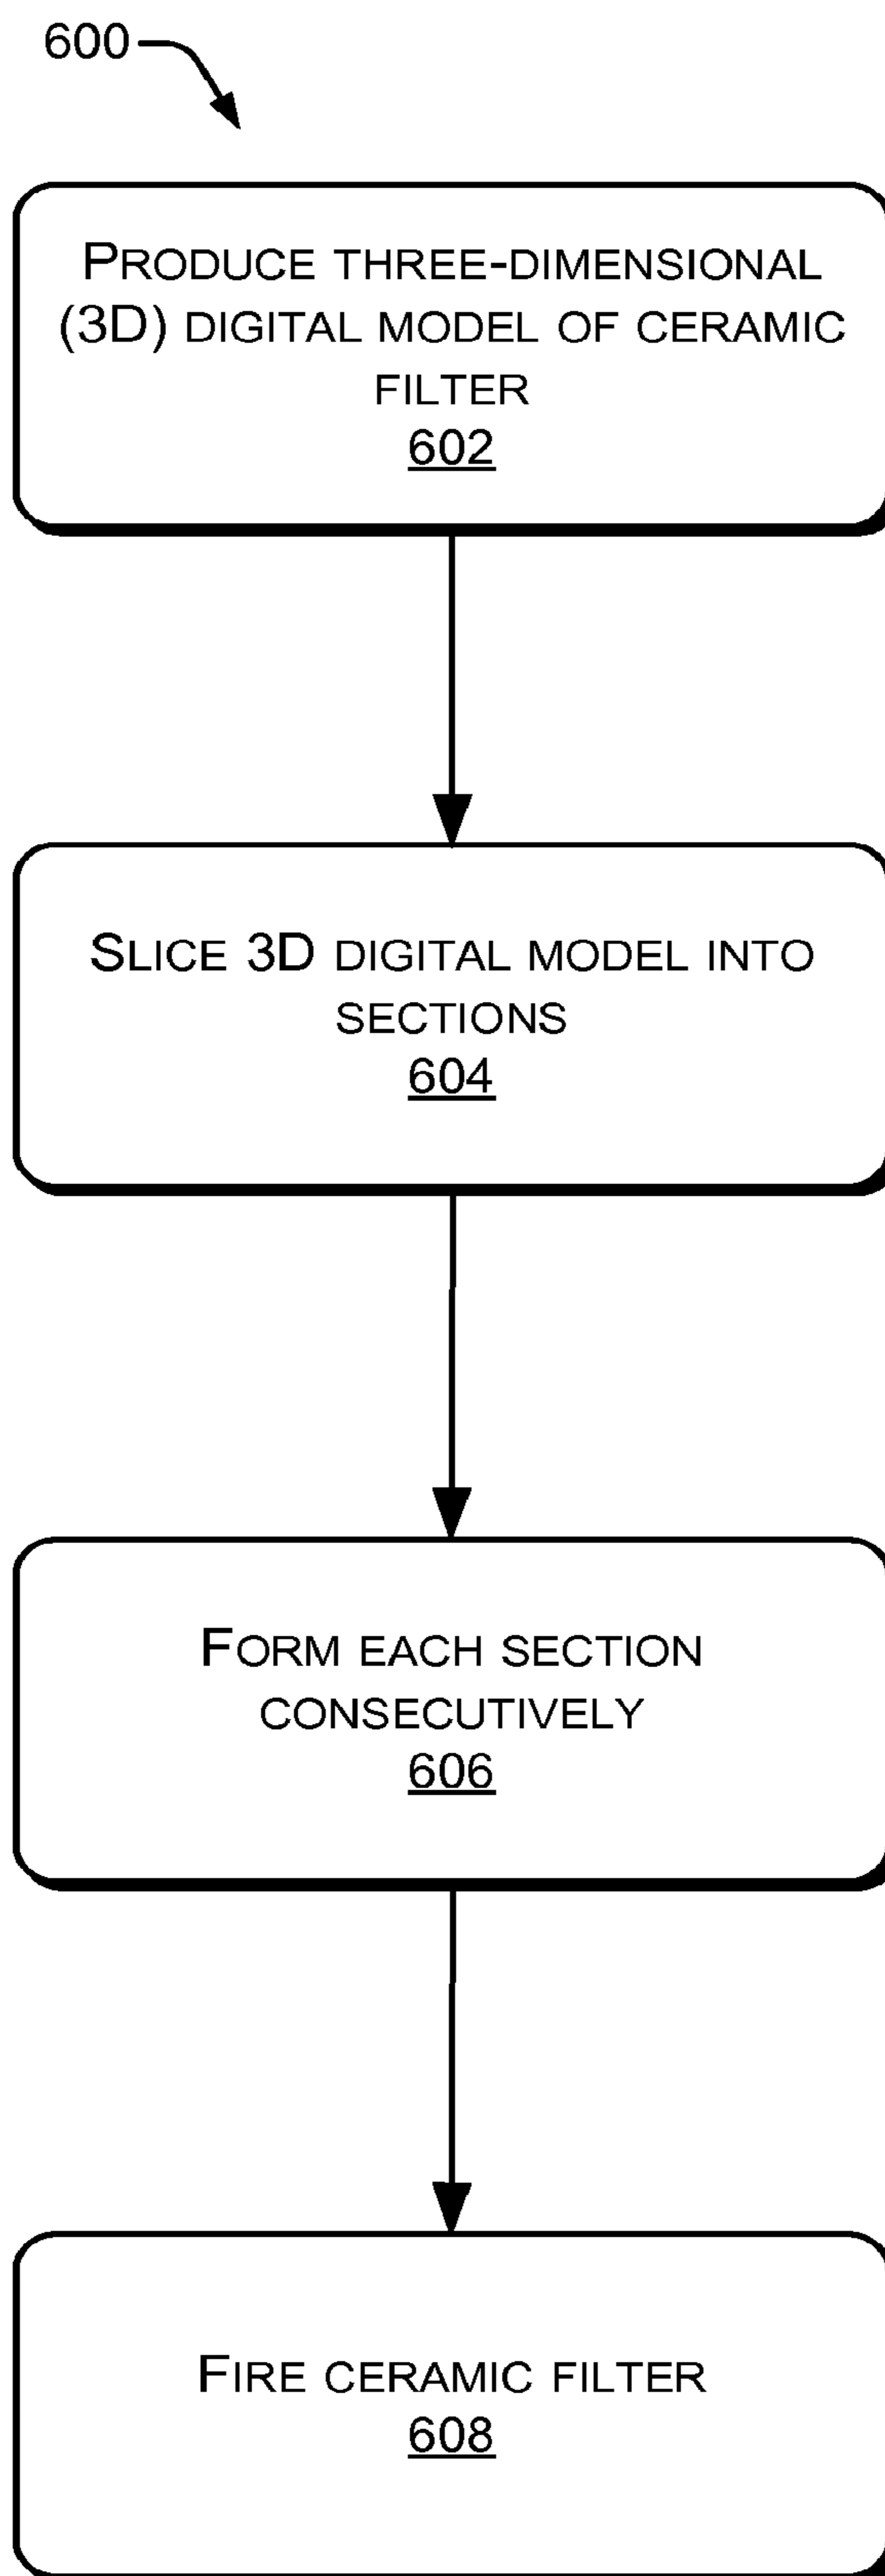 600
PRODUCE THREE-DIMENSIONAL
(3D) DIGITAL MODEL OF CERAMIC
FILTER
602
SLICE 3D DIGITAL MODEL INTO
SECTIONS
604
FORM EACH SECTION
CONSECUTIVELY
606
FIRE CERAMIC FILTER
608